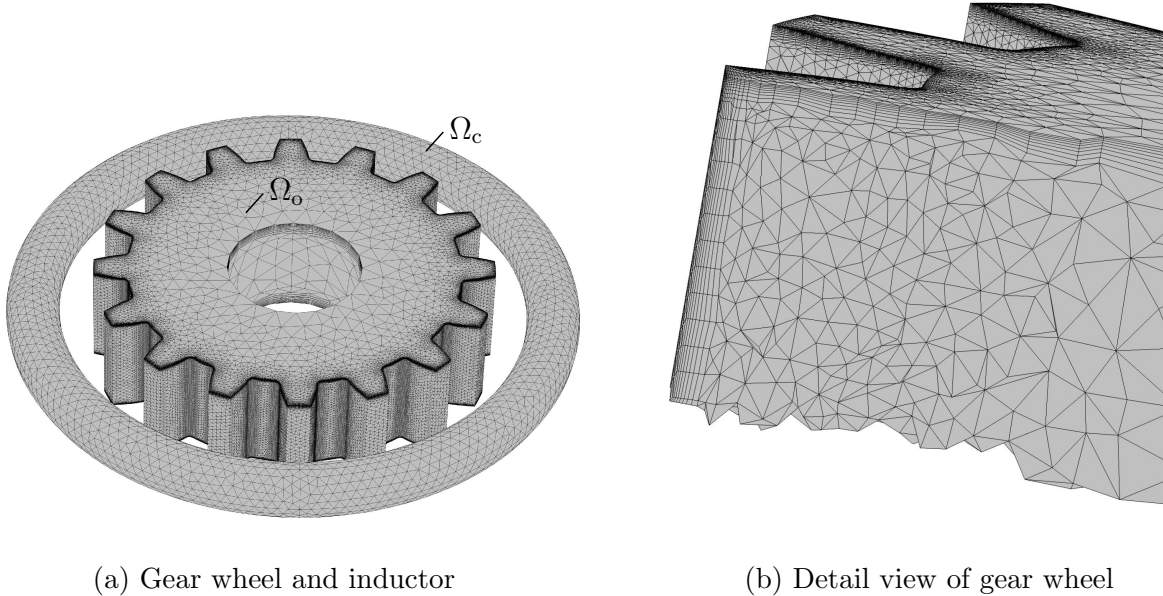 Ωc
Ωo
(a) Gear wheel and inductor
(b) Detail view of gear wheel